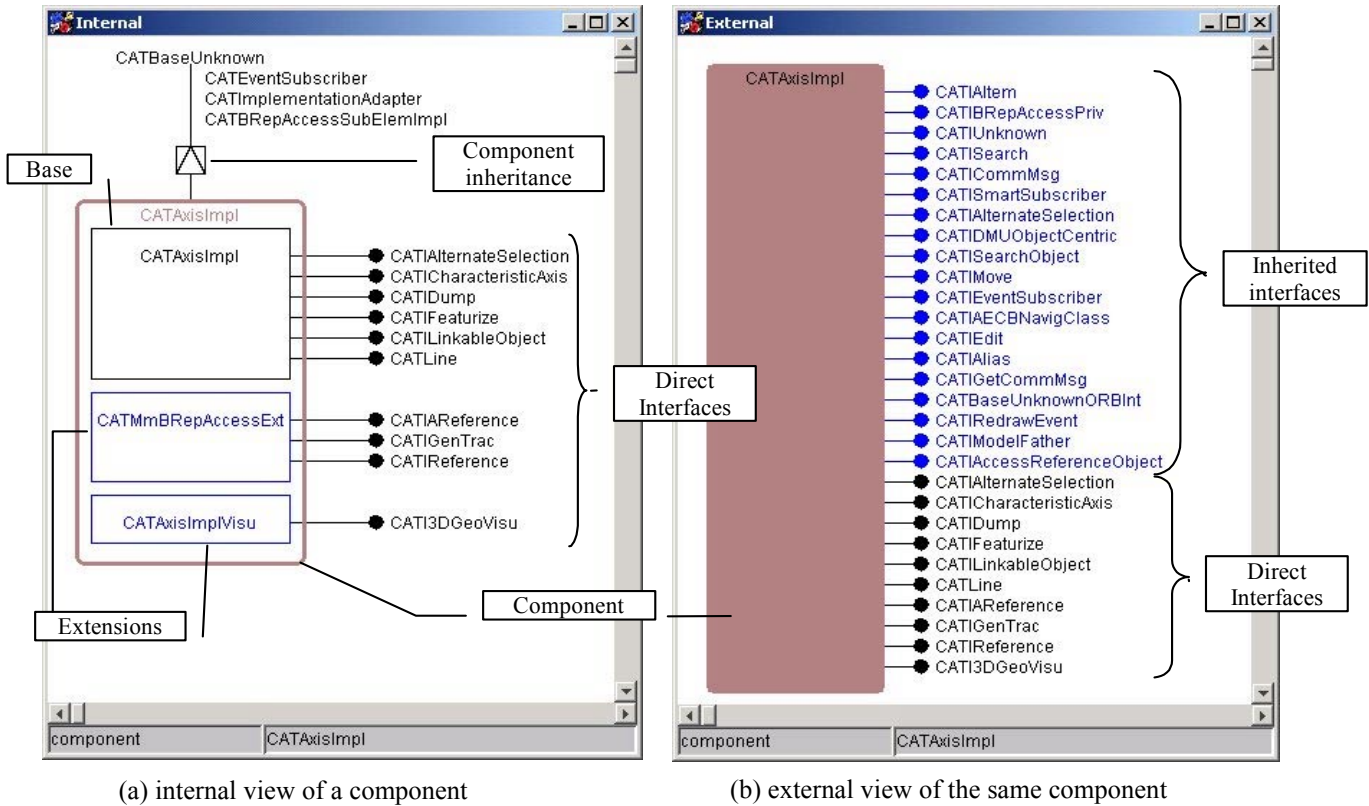 Internal
CATBaseUnknown
CATEventSubscriber
CATImplementationAdapter
CATBRepAccessSubElemImpl
Component
inheritance
Base
CATAxisImpl
CATAxisImpl
CATIAlternateSelection
CATICharacteristicAxis
CATIDump
CATIFeaturize
CATILinkableObject
CATLine
Direct
Interfaces
CATMmBRepAccessExt
CATIAReference
CATIGenTrac
CATIReference
CATAxisImplVisu
CATI3DGeoVisu
Extensions
Component
component
CATAxisImpl
(a) internal view of a component
External
CATAxisImpl
CATIAItem
CATIBRepAccessPriv
CATIUnknown
CATISearch
CATICommMsg
CATISmartSubscriber
CATIAlternateSelection
CATIDMUObjectCentric
CATISearchObject
CATIMove
CATIEventSubscriber
CATIAECBNavigClass
CATIEdit
CATIAlias
CATIGetCommMsg
CATBaseUnknownORBInt
CATIRedrawEvent
CATIModelFather
CATIAccessReferenceObject
Inherited
interfaces
CATIAlternateSelection
CATICharacteristicAxis
CATIDump
CATIFeaturize
CATILinkableObject
CATLine
CATIAReference
CATIGenTrac
CATIReference
CATI3DGeoVisu
Direct
Interfaces
component
CATAxisImpl
(b) external view of the same component